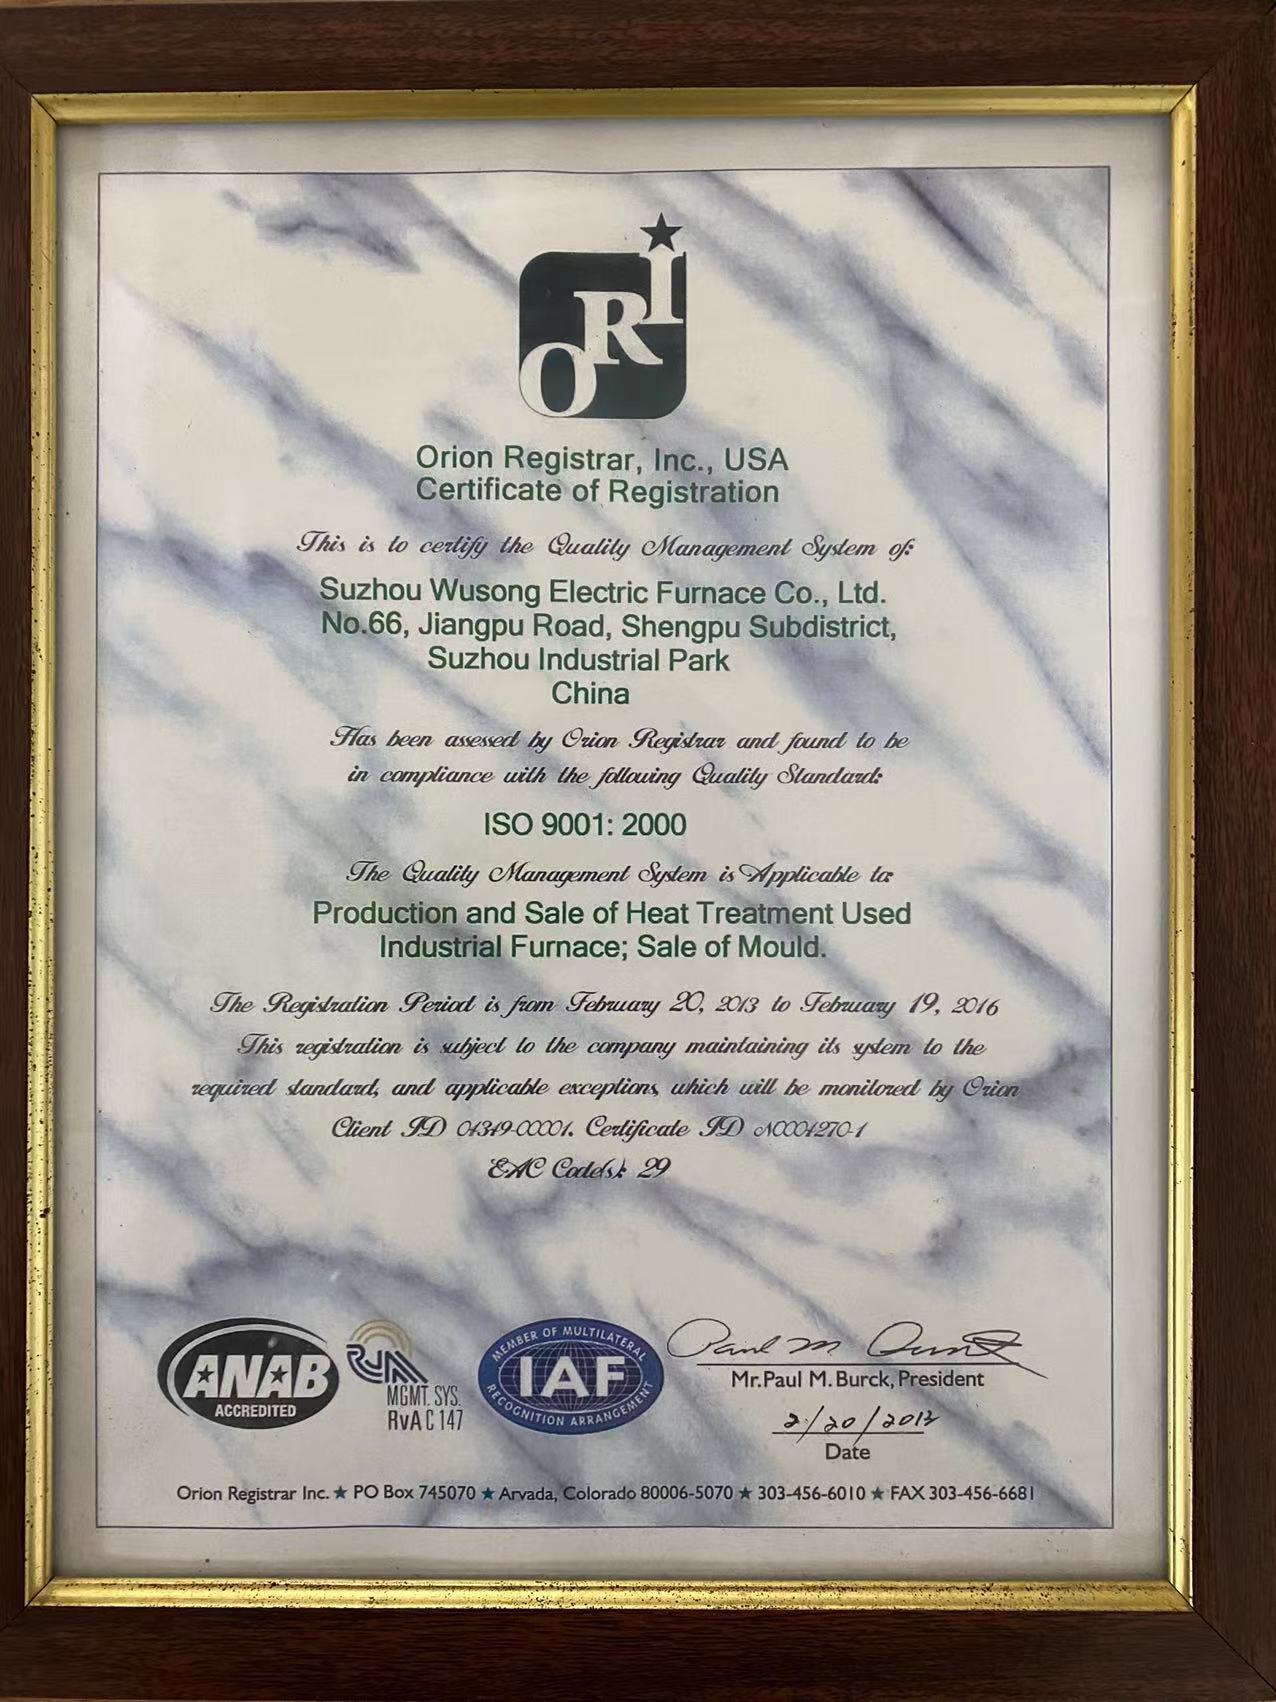 ORI
Orion Registrar, Inc., USA
Certificate of Registration
This is to certify the Quality Management System of:
Suzhou Wusong Electric Furnace Co., Ltd.
No.66, Jiangpu Road, Shengpu Subdistrict,
Suzhou Industrial Park
China
Has been assessed by Orion Registrar and found to be
in compliance with the following Quality Standard:
ISO 9001: 2000
The Quality Management System is Applicable to:
Production and Sale of Heat Treatment Used
Industrial Furnace; Sale of Mould.
The Registration Period is from February 20, 2013 to February 19, 2016
This registration is subject to the company maintaining its system to the
required standard, and applicable exceptions, which will be monitored by Orion
Client ID 04349-00001. Certificate ID A0004270-1
EAC Code(s): 29
ANAB
ACCREDITED
RvA
MGMT. SYS.
RvA C 147
MEMBER OF MULTILATERAL
IAF
RECOGNITION ARRANGEMENT
Mr.Paul M. Burck, President
2/20/2013
Date
Orion Registrar Inc. ★ PO Box 745070 ★ Arvada, Colorado 80006-5070 ★ 303-456-6010 ★ FAX 303-456-6681